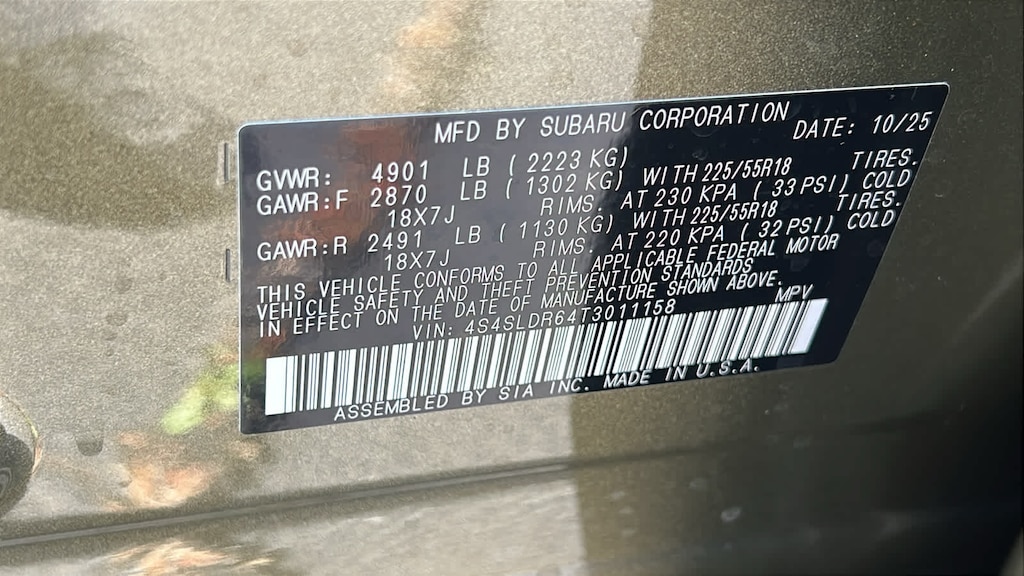 MFD BY SUBARU CORPORATION DATE: 10/25
GVWR: 4901 LB ( 2223 KG)
GAWR:F 2870 LB ( 1302 KG) WITH 225/55R18 TIRES.
18X7J RIMS. AT 230 KPA ( 33 PSI) COLD
GAWR:R 2491 LB ( 1130 KG) WITH 225/55R18 TIRES.
18X7J RIMS. AT 220 KPA ( 32 PSI) COLD
THIS VEHICLE CONFORMS TO ALL APPLICABLE FEDERAL MOTOR
VEHICLE SAFETY AND THEFT PREVENTION STANDARDS
IN EFFECT ON THE DATE OF MANUFACTURE SHOWN ABOVE.
VIN: 4S4SLDR64T3011158 MPV
ASSEMBLED BY SIA INC. MADE IN U.S.A.